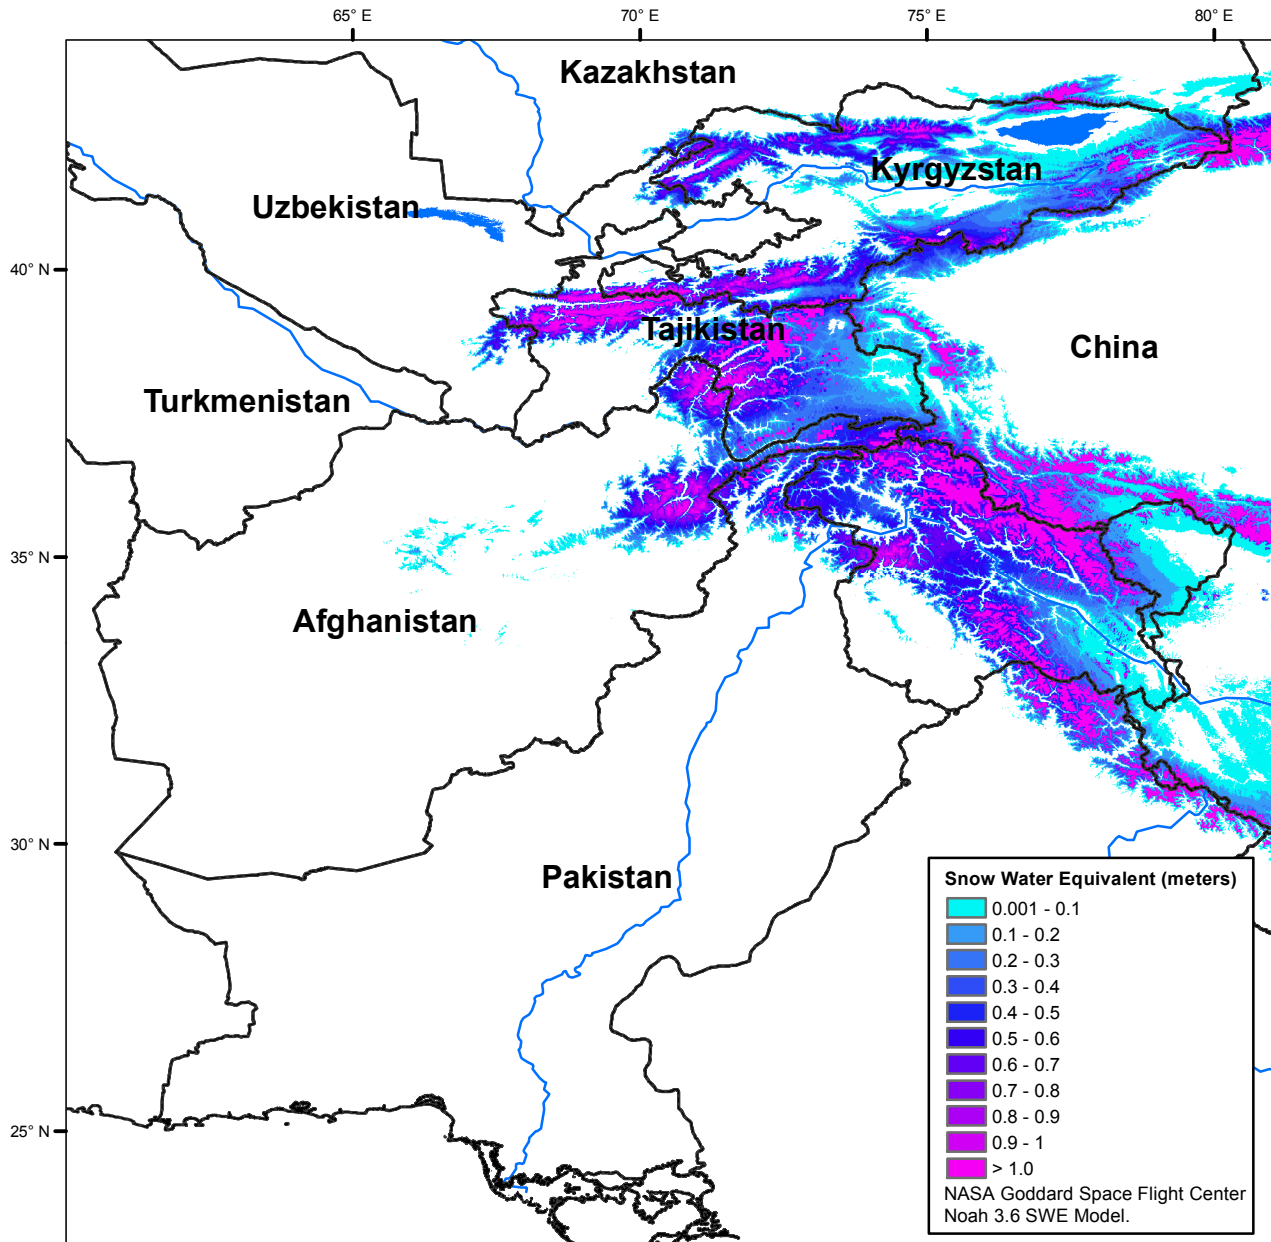 65° E
70° E
75° E
80° E
Kazakhstan
Kyrgyzstan
Uzbekistan
40° N
Tajikistan
China
Turkmenistan
35° N
Afghanistan
30° N
Pakistan
25° N
Snow Water Equivalent (meters)
0.001 - 0.1
0.1 - 0.2
0.2 - 0.3
0.3 - 0.4
0.4 - 0.5
0.5 - 0.6
0.6 - 0.7
0.7 - 0.8
0.8 - 0.9
0.9 - 1
> 1.0
NASA Goddard Space Flight Center
Noah 3.6 SWE Model.